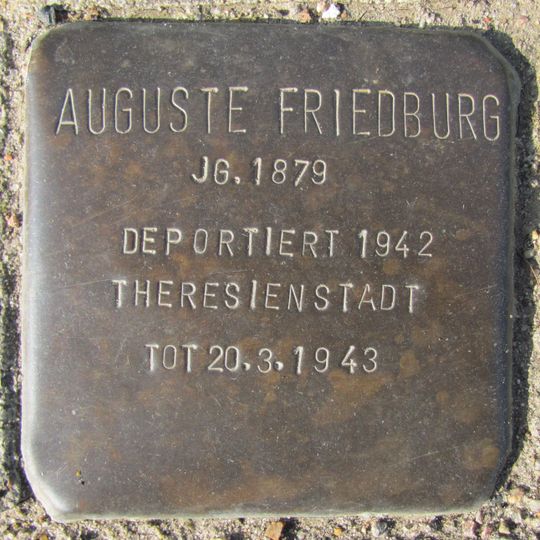 AUGUSTE FRIEDBURG
JG. 1879
DEPORTIERT 1942
THERESIENSTADT
TOT 20.3.1943